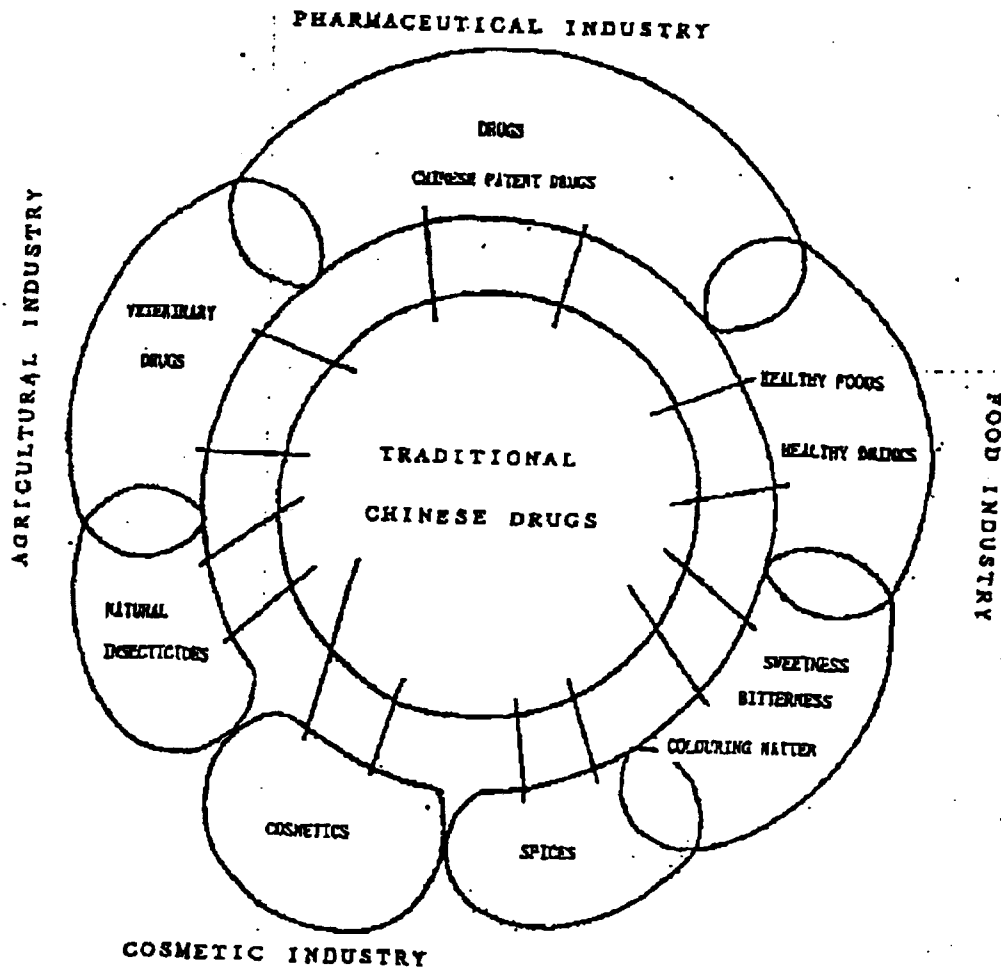 PHARMACEUTICAL INDUSTRY
DRUGS
CHINESE PATENT DRUGS
AGRICULTURAL INDUSTRY
VETERINARY
DRUGS
HEALTHY FOODS
HEALTHY DRINKS
FOOD INDUSTRY
TRADITIONAL
CHINESE DRUGS
NATURAL
INSECTICIDES
SWEETNESS
BITTERNESS
COLOURING MATTER
COSMETICS
SPICES
COSMETIC INDUSTRY